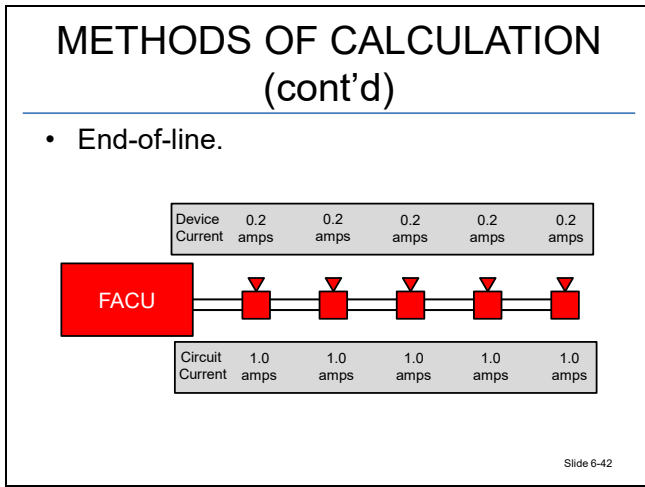 METHODS OF CALCULATION
(cont’d)
• End-of-line.
Device 0.2 0.2 0.2 0.2 0.2
Current amps amps amps amps amps
FACU
Circuit 1.0 1.0 1.0 1.0 1.0
Current amps amps amps amps amps
Slide 6-42